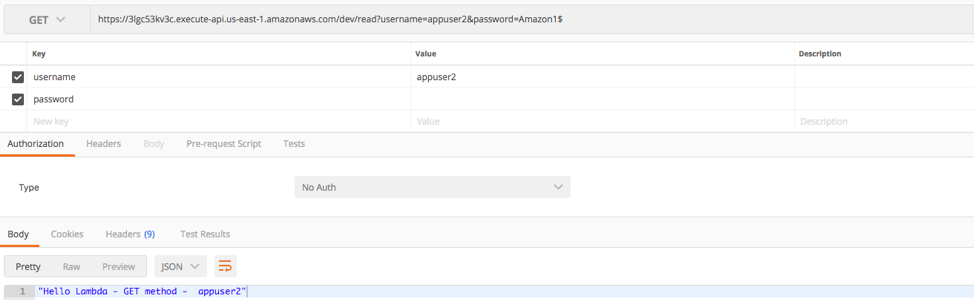 GET https://3lgc53kv3c.execute-api.us-east-1.amazonaws.com/dev/read?username=appuser2&password=Amazon1$
Key Value Description
username appuser2
password
New key Value Description
Authorization Headers Body Pre-request Script Tests
Type No Auth
Body Cookies Headers (9) Test Results
Pretty Raw Preview JSON
1 "Hello Lambda - GET method -  appuser2"